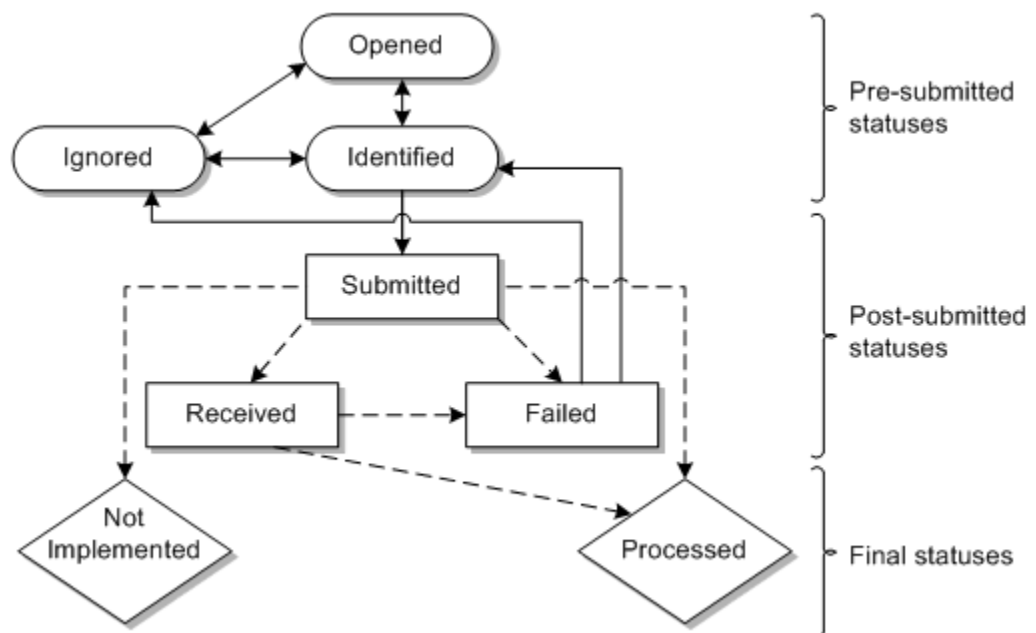 Opened
Pre-submitted
statuses
Ignored
Identified
Submitted
Post-submitted
statuses
Received
Failed
Not
Implemented
Processed
Final statuses